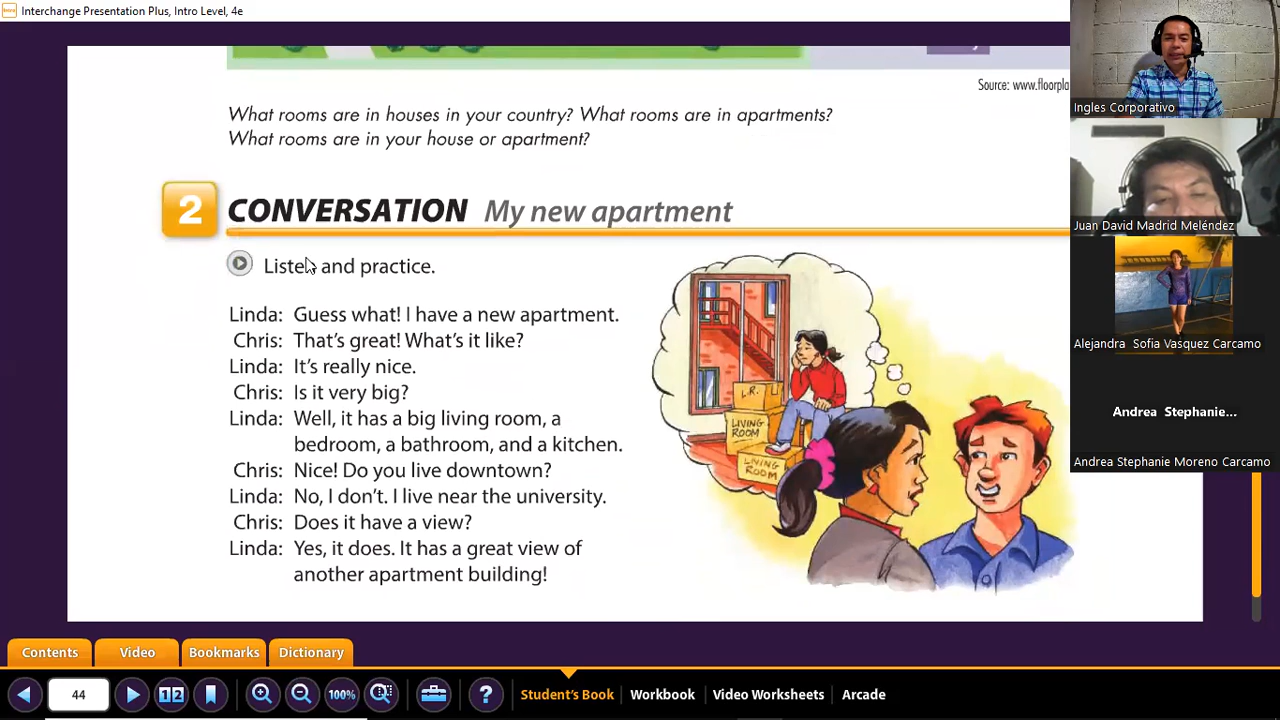 Interchange Presentation Plus, Intro Level, 4e
Source: www.floorpla
What rooms are in houses in your country? What rooms are in apartments?
What rooms are in your house or apartment?
2 CONVERSATION My new apartment
Listen and practice.
Linda: Guess what! I have a new apartment.
Chris: That's great! What's it like?
Linda: It's really nice.
Chris: Is it very big?
Linda: Well, it has a big living room, a
bedroom, a bathroom, and a kitchen.
Chris: Nice! Do you live downtown?
Linda: No, I don't. I live near the university.
Chris: Does it have a view?
Linda: Yes, it does. It has a great view of
another apartment building!
L.R.
LIVING
ROOM
LIVING
ROOM
Ingles Corporativo
Juan David Madrid Meléndez
Alejandra Sofia Vasquez Carcamo
Andrea Stephanie...
Andrea Stephanie Moreno Carcamo
Contents Video Bookmarks Dictionary
44 1 2 100% ? Student's Book Workbook Video Worksheets Arcade